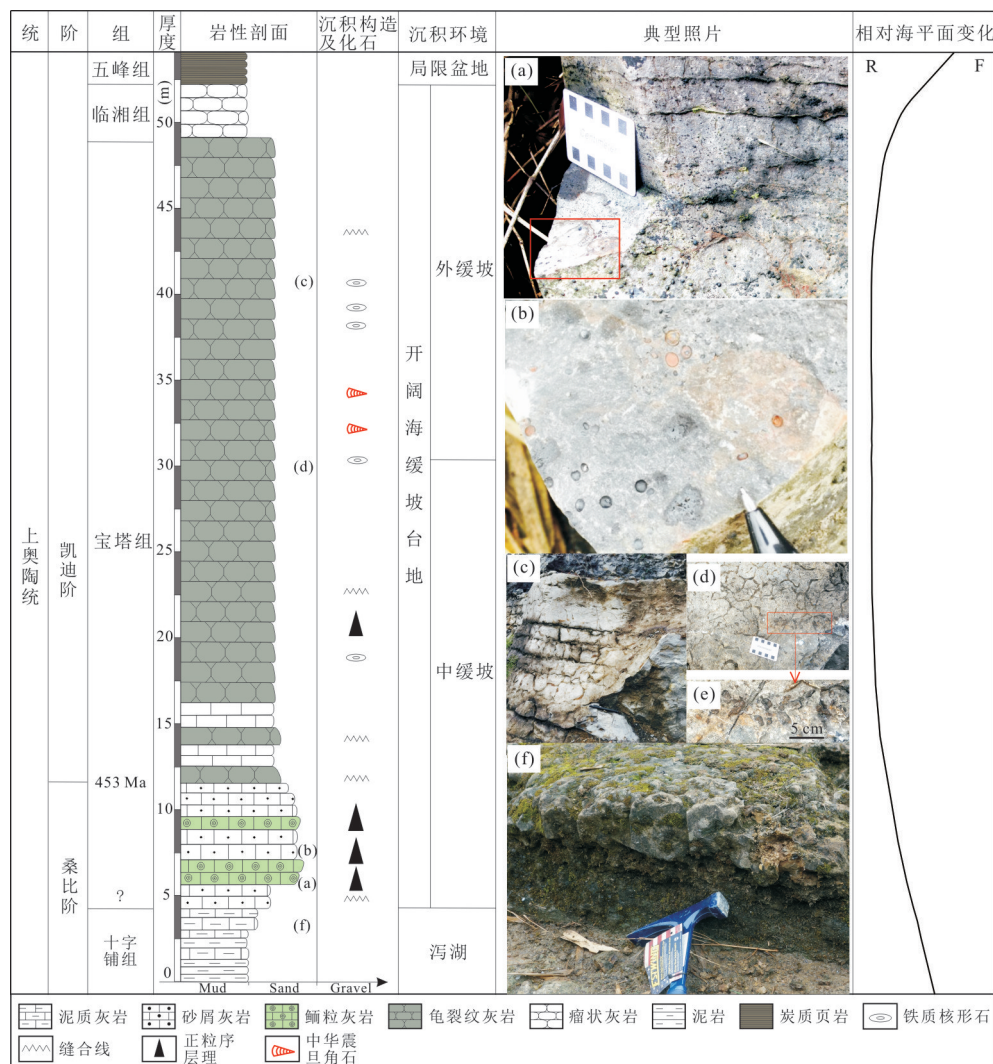 统 阶 组 厚度 岩性剖面 沉积构造及化石 沉积环境 典型照片 相对海平面变化
(m)
五峰组
临湘组
宝塔组
453 Ma
?
十字铺组
上奥陶统
凯迪阶
桑比阶
50
45
40
35
30
25
20
15
10
5
0
(c)
(d)
(b)
(a)
(f)
Mud Sand Gravel
局限盆地
开阔海缓坡台地
外缓坡
中缓坡
泻湖
(a)
(b)
(c)
(d)
(e)
5 cm
(f)
R F
泥质灰岩 砂屑灰岩 鲕粒灰岩 龟裂纹灰岩 瘤状灰岩 泥岩 炭质页岩 铁质核形石
缝合线 正粒序层理 中华震旦角石